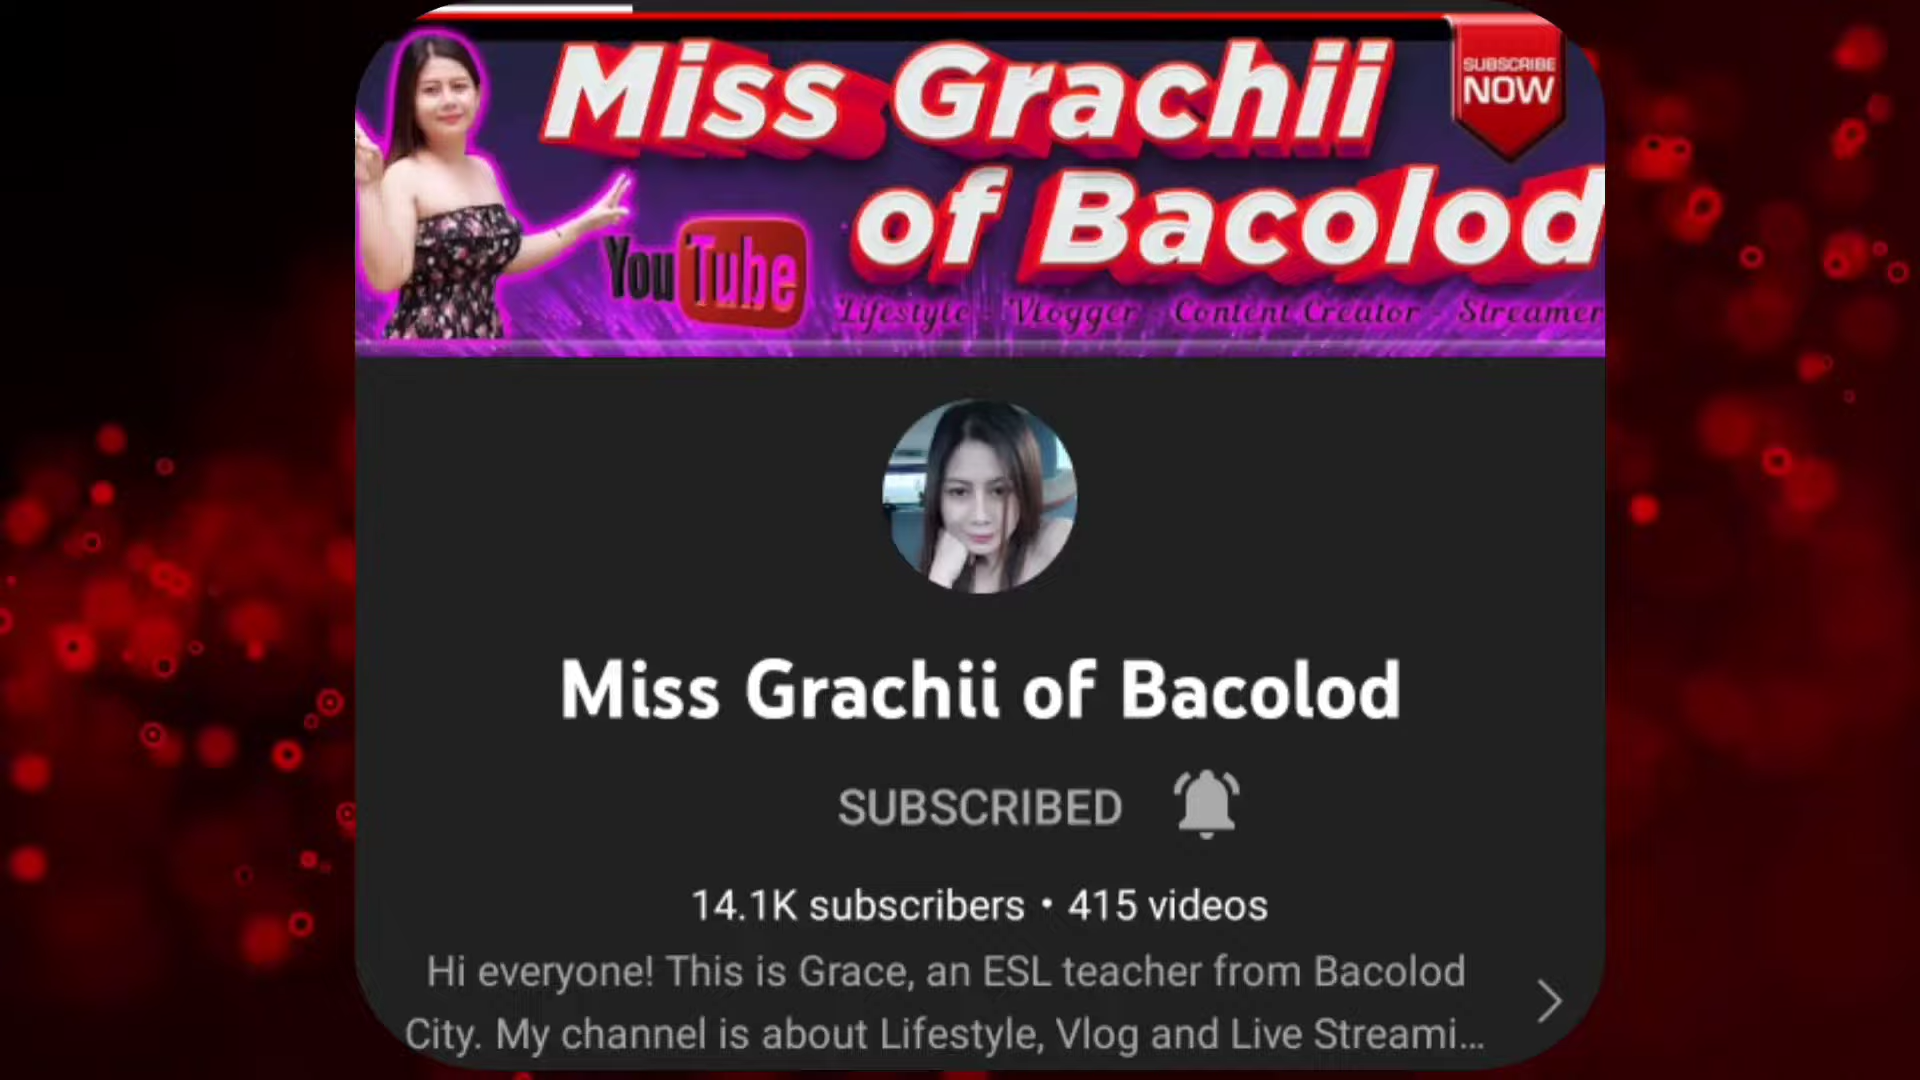 Miss Grachii
SUBSCRIBE
NOW
of Bacolod
YouTube
Lifestyle - Vlogger - Content Creator - Streamer
Miss Grachii of Bacolod
SUBSCRIBED
14.1K subscribers • 415 videos
Hi everyone! This is Grace, an ESL teacher from Bacolod
City. My channel is about Lifestyle, Vlog and Live Streami...